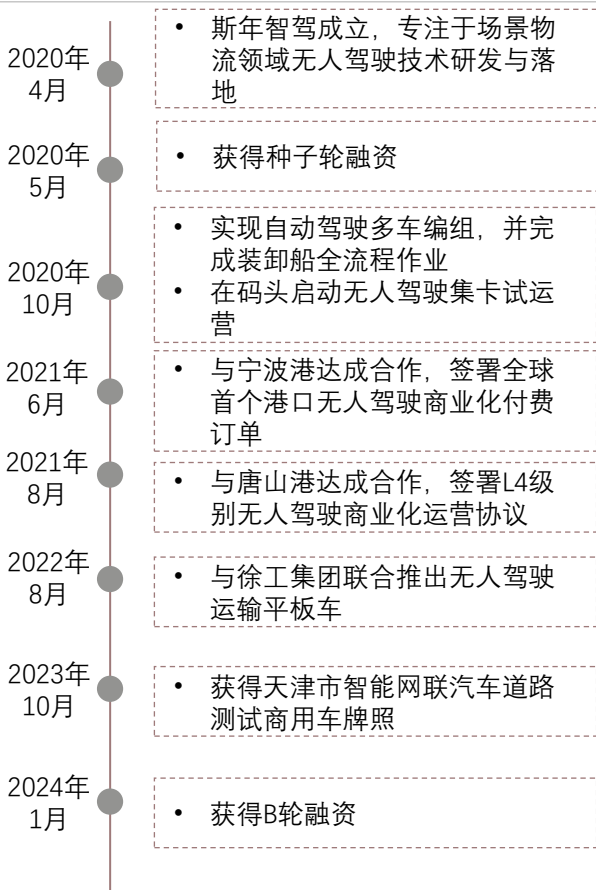 2020年
4月
• 斯年智驾成立，专注于场景物
流领域无人驾驶技术研发与落
地
2020年
5月
• 获得种子轮融资
2020年
10月
• 实现自动驾驶多车编组，并完
成装卸船全流程作业
• 在码头启动无人驾驶集卡试运
营
2021年
6月
• 与宁波港达成合作，签署全球
首个港口无人驾驶商业化付费
订单
2021年
8月
• 与唐山港达成合作，签署L4级
别无人驾驶商业化运营协议
2022年
8月
• 与徐工集团联合推出无人驾驶
运输平板车
2023年
10月
• 获得天津市智能网联汽车道路
测试商用车牌照
2024年
1月
• 获得B轮融资